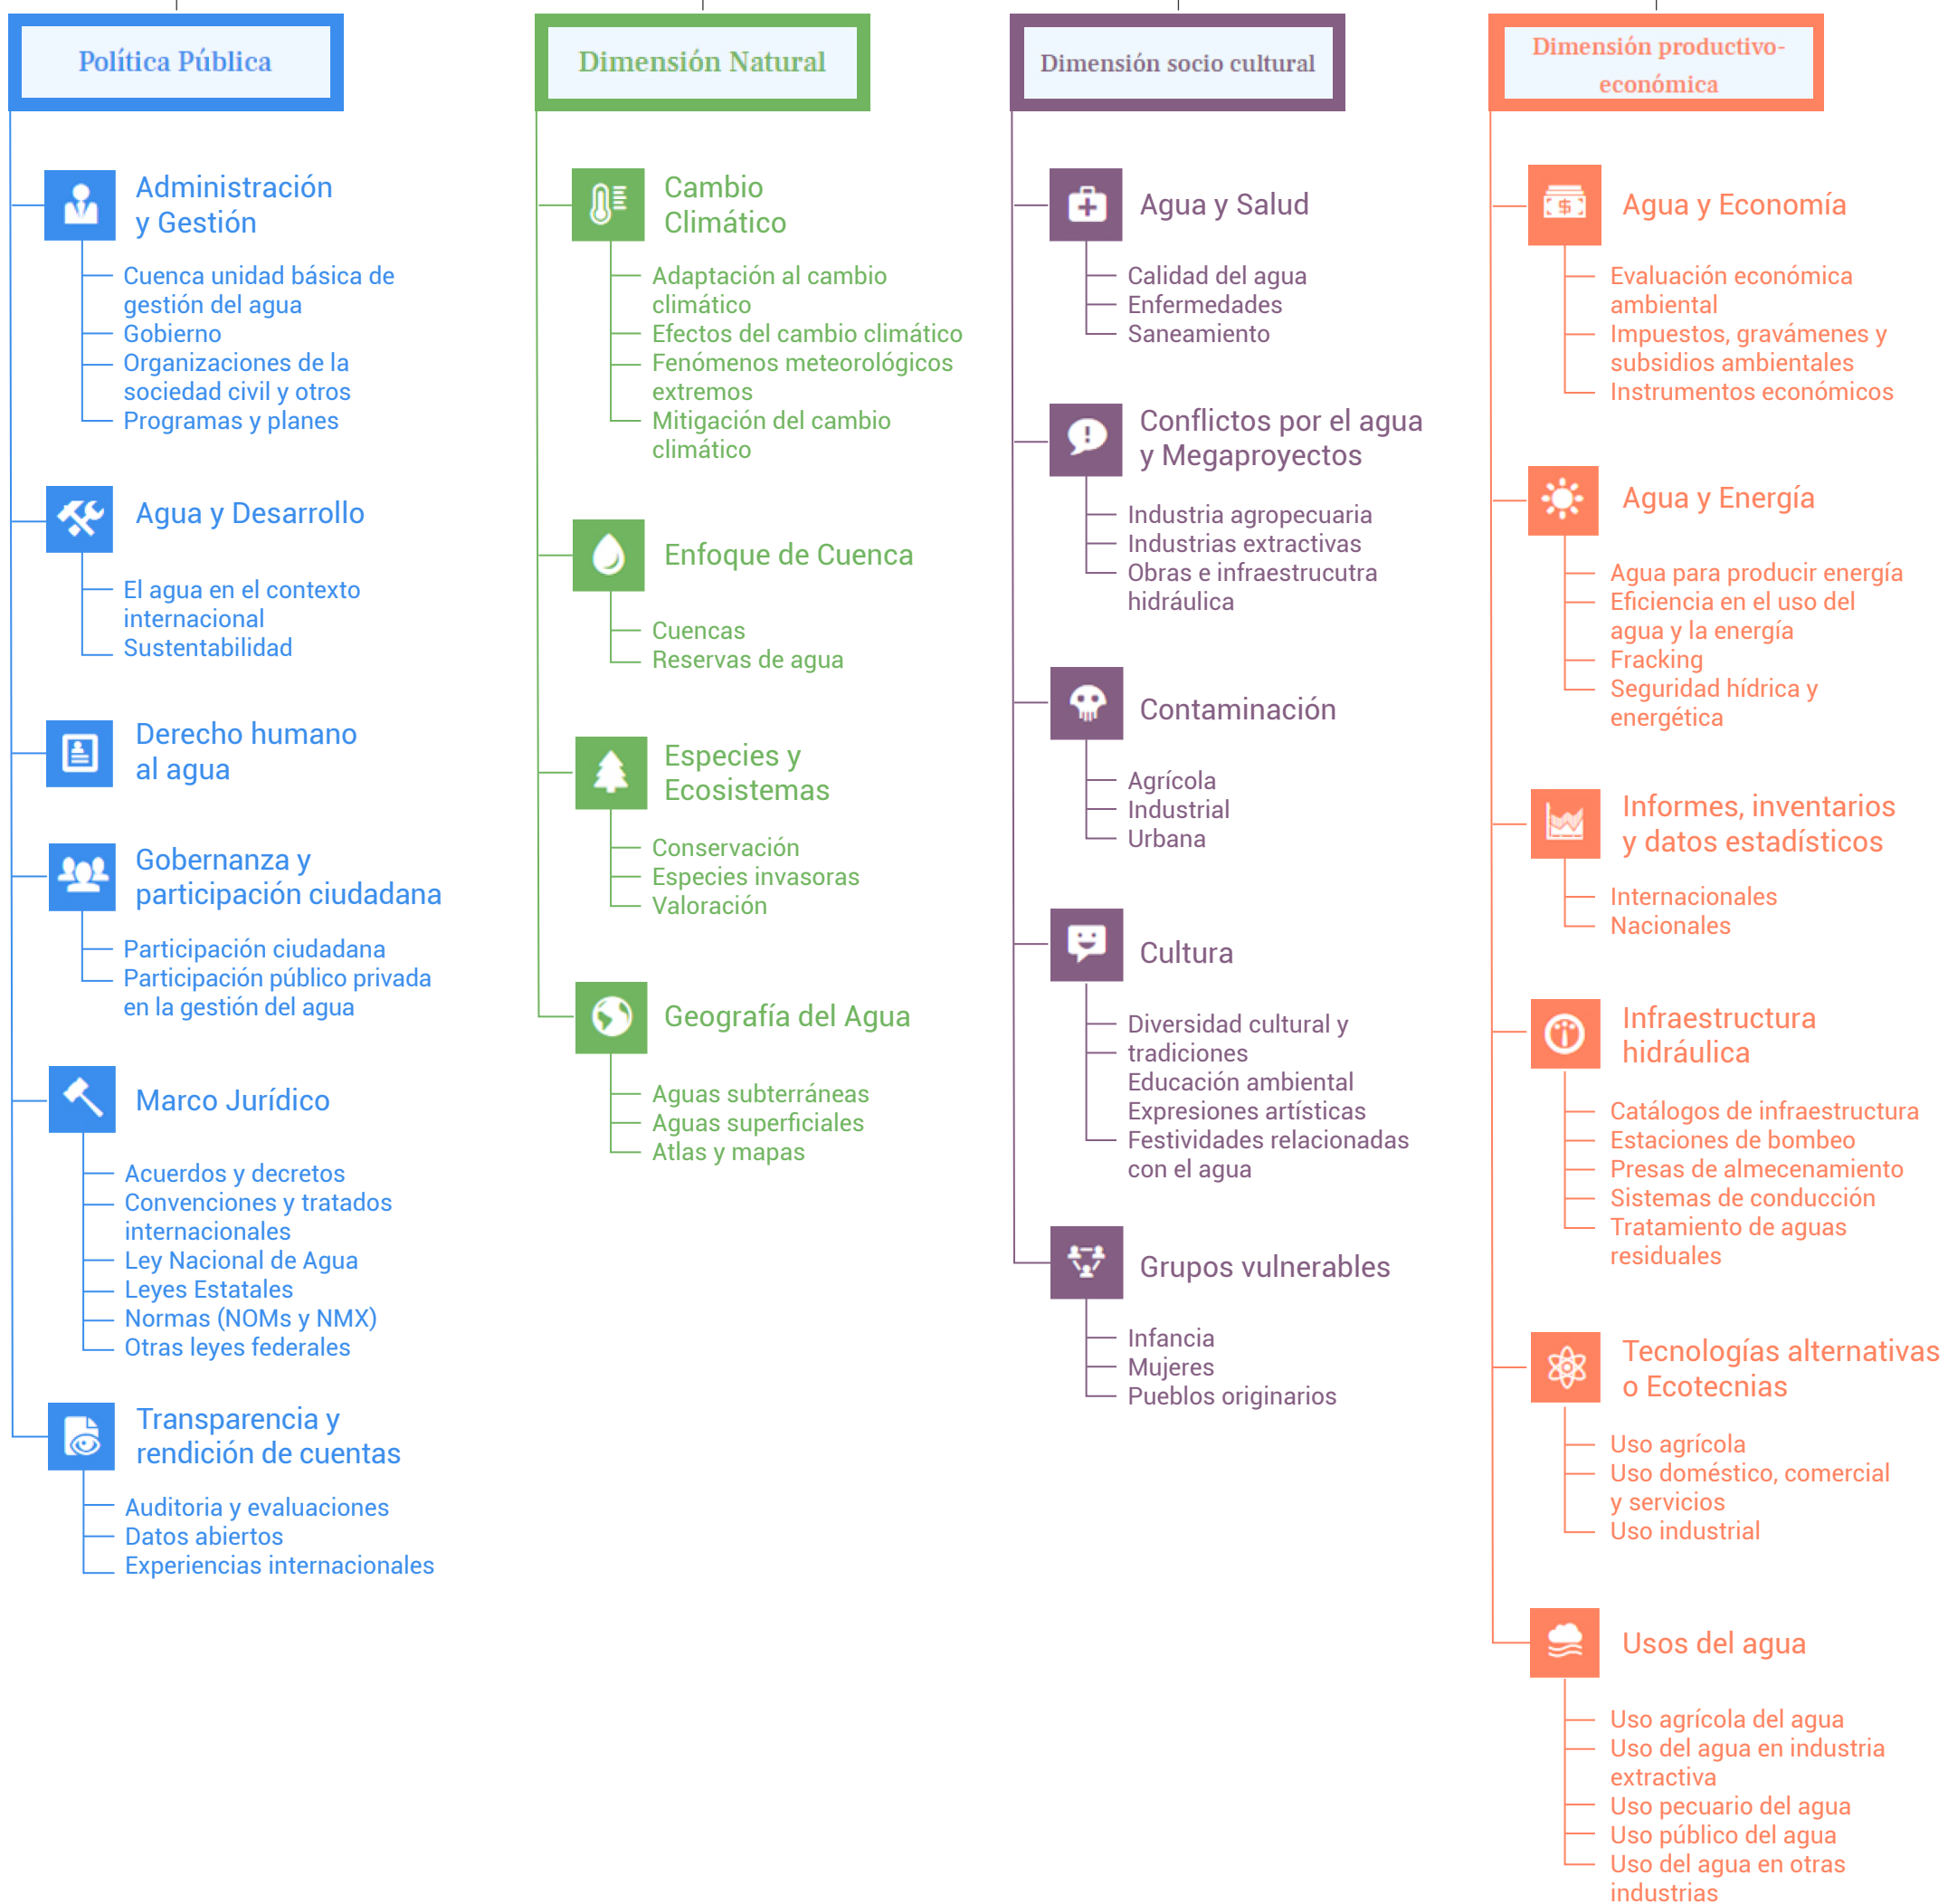 Política Pública
Administración
y Gestión
Cuenca unidad básica de
gestión del agua
Gobierno
Organizaciones de la
sociedad civil y otros
Programas y planes
Agua y Desarrollo
El agua en el contexto
internacional
Sustentabilidad
Derecho humano
al agua
Gobernanza y
participación ciudadana
Participación ciudadana
Participación público privada
en la gestión del agua
Marco Jurídico
Acuerdos y decretos
Convenciones y tratados
internacionales
Ley Nacional de Agua
Leyes Estatales
Normas (NOMs y NMX)
Otras leyes federales
Transparencia y
rendición de cuentas
Auditoria y evaluaciones
Datos abiertos
Experiencias internacionales
Dimensión Natural
Cambio
Climático
Adaptación al cambio
climático
Efectos del cambio climático
Fenómenos meteorológicos
extremos
Mitigación del cambio
climático
Enfoque de Cuenca
Cuencas
Reservas de agua
Especies y
Ecosistemas
Conservación
Especies invasoras
Valoración
Geografía del Agua
Aguas subterráneas
Aguas superficiales
Atlas y mapas
Dimensión socio cultural
Agua y Salud
Calidad del agua
Enfermedades
Saneamiento
Conflictos por el agua
y Megaproyectos
Industria agropecuaria
Industrias extractivas
Obras e infraestrucutra
hidráulica
Contaminación
Agrícola
Industrial
Urbana
Cultura
Diversidad cultural y
tradiciones
Educación ambiental
Expresiones artísticas
Festividades relacionadas
con el agua
Grupos vulnerables
Infancia
Mujeres
Pueblos originarios
Dimensión productivo-
económica
Agua y Economía
Evaluación económica
ambiental
Impuestos, gravámenes y
subsidios ambientales
Instrumentos económicos
Agua y Energía
Agua para producir energía
Eficiencia en el uso del
agua y la energía
Fracking
Seguridad hídrica y
energética
Informes, inventarios
y datos estadísticos
Internacionales
Nacionales
Infraestructura
hidráulica
Catálogos de infraestructura
Estaciones de bombeo
Presas de almecenamiento
Sistemas de conducción
Tratamiento de aguas
residuales
Tecnologías alternativas
o Ecotecnias
Uso agrícola
Uso doméstico, comercial
y servicios
Uso industrial
Usos del agua
Uso agrícola del agua
Uso del agua en industria
extractiva
Uso pecuario del agua
Uso público del agua
Uso del agua en otras
industrias